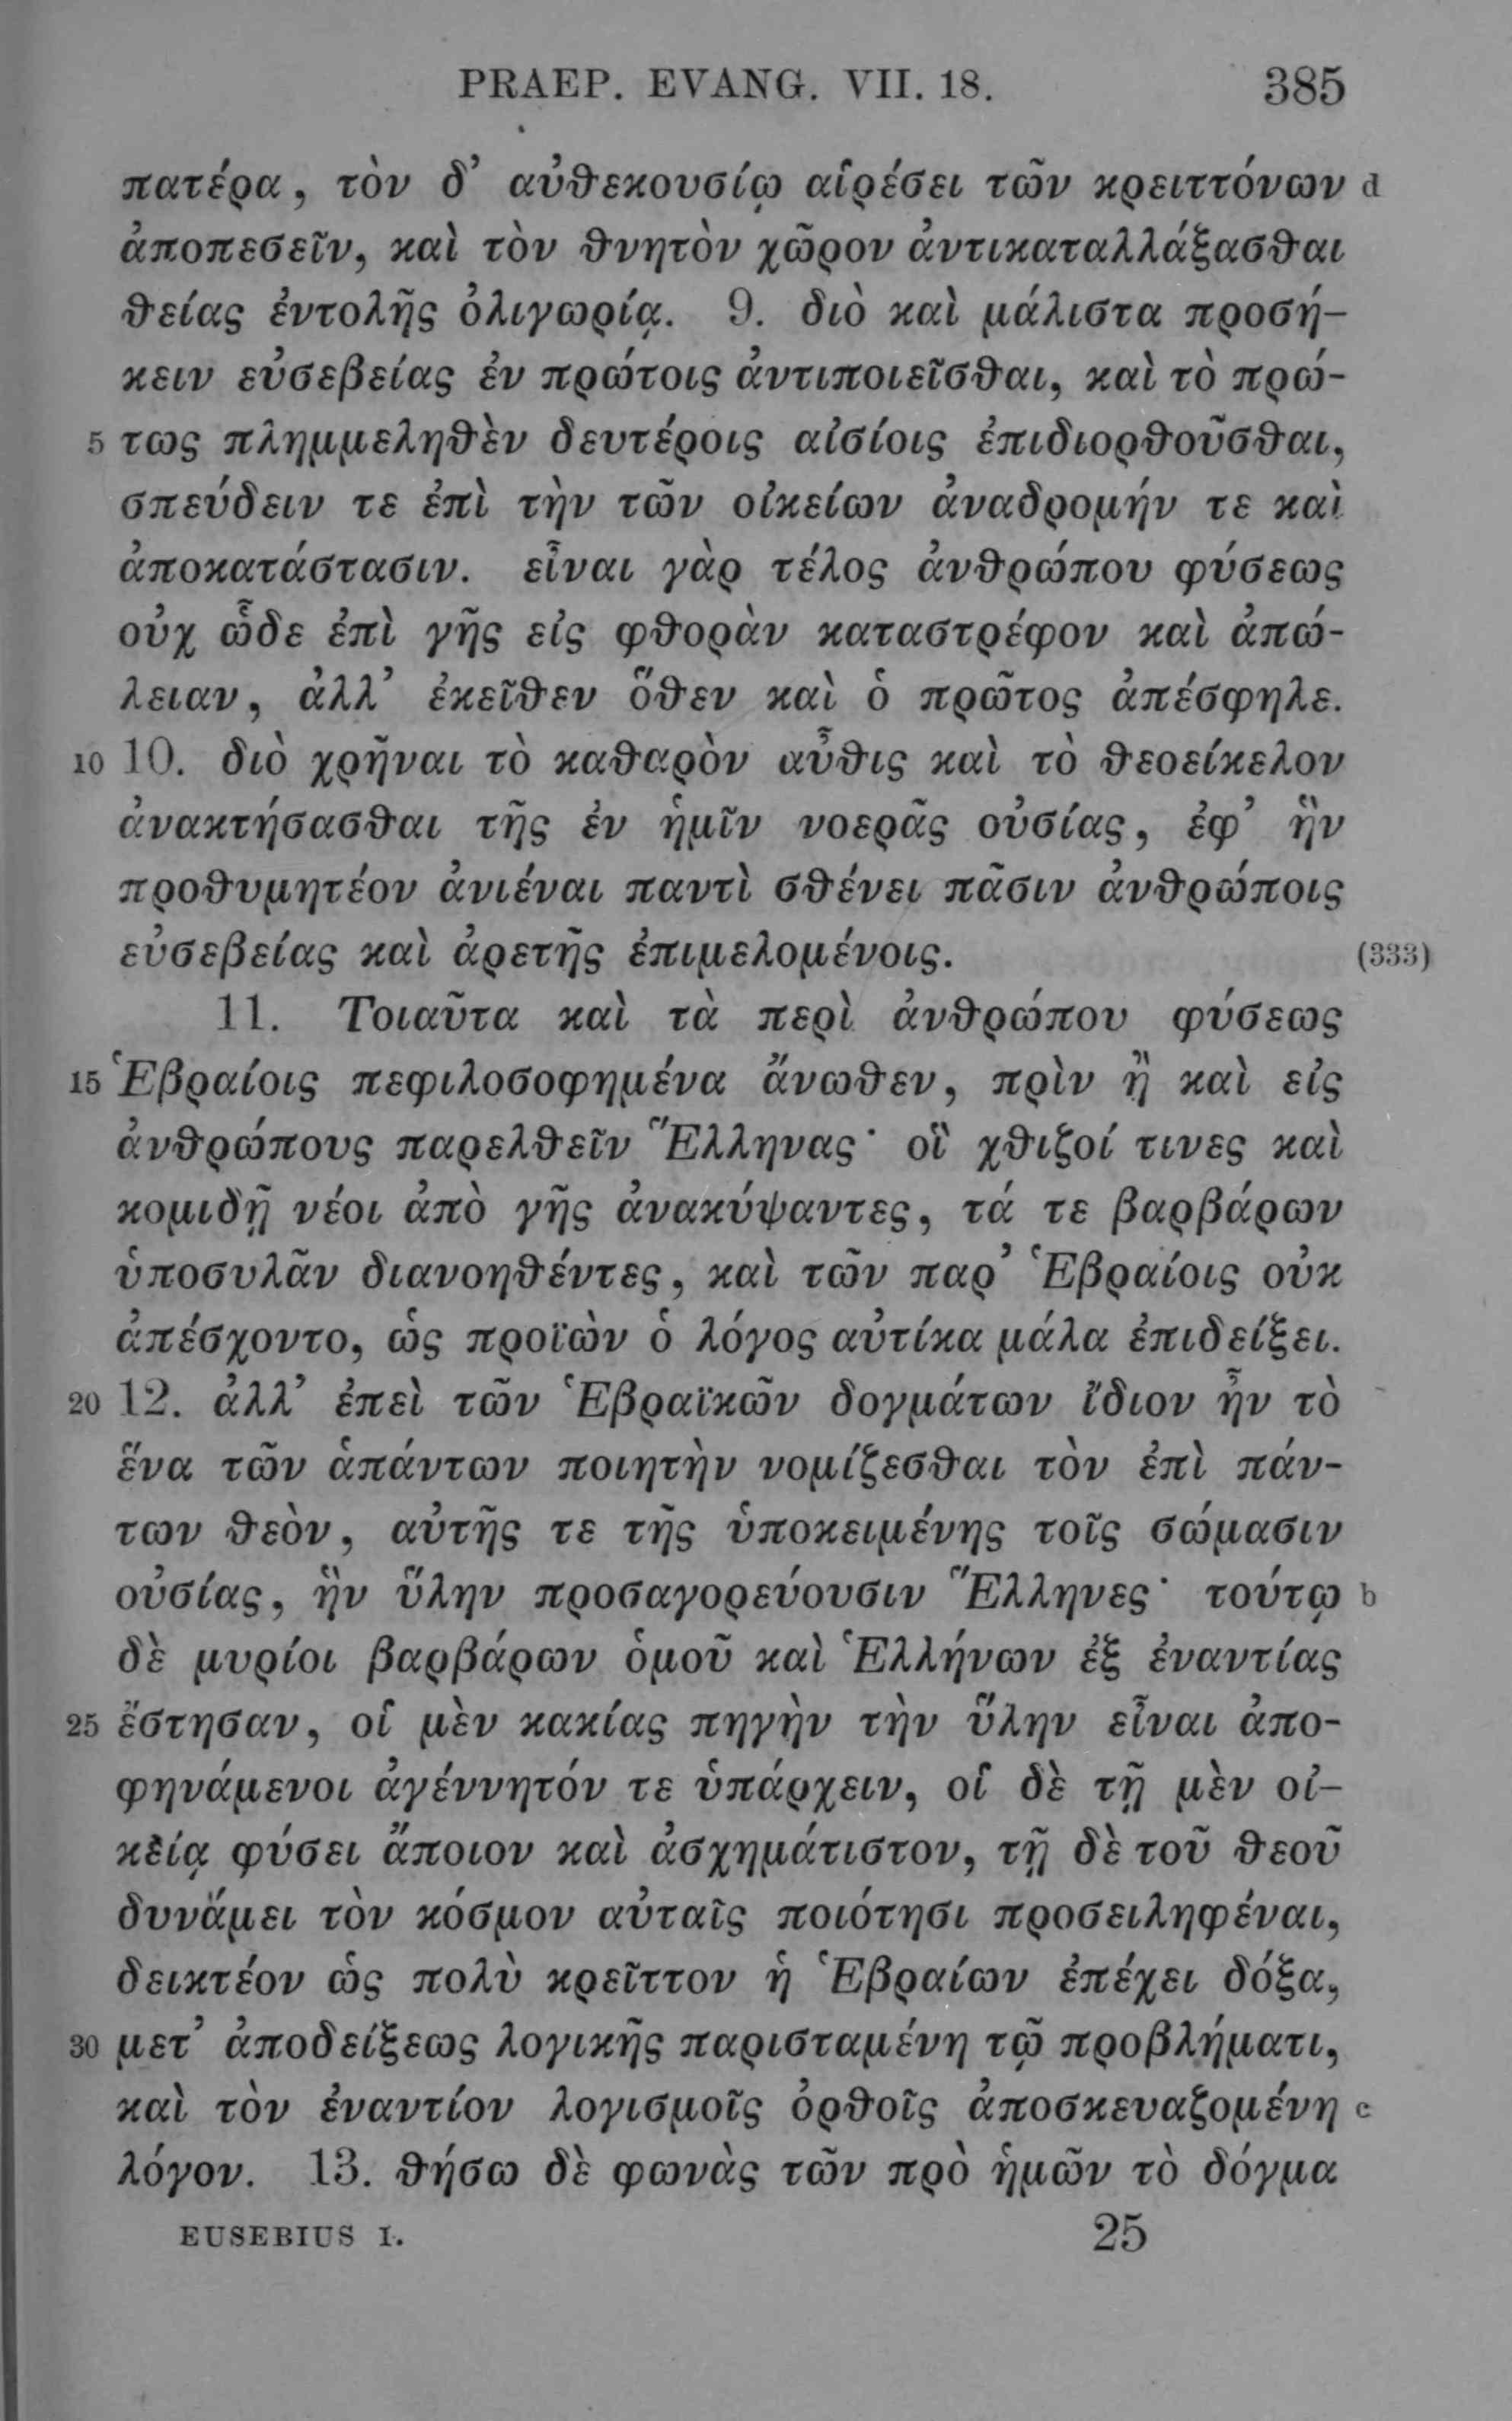 PRAEP. EVANG. VII. 18. 385
πατέρα, τὸν δ’ αὐθεκουσίῳ αἱρέσει τῶν κρειττόνων d
ἀποπεσεῖν, καὶ τὸν θνητὸν χῶρον ἀντικαταλλάξασθαι
θείας ἐντολῆς ὀλιγωρίᾳ. 9. διὸ καὶ μάλιστα προσή-
κειν εὐσεβείας ἐν πρώτοις ἀντιποιεῖσθαι, καὶ τὸ πρώ-
5 τως πλημμεληθὲν δευτέροις αἰσίοις ἐπιδιορθοῦσθαι,
σπεύδειν τε ἐπὶ τὴν τῶν οἰκείων ἀναδρομήν τε καὶ
ἀποκατάστασιν. εἶναι γὰρ τέλος ἀνθρώπου φύσεως
οὐχ ὧδε ἐπὶ γῆς εἰς φθορὰν καταστρέφον καὶ ἀπώ-
λειαν, ἀλλ’ ἐκεῖθεν ὅθεν καὶ ὁ πρῶτος ἀπέσφηλε.
10 10. διὸ χρῆναι τὸ καθαρὸν αὖθις καὶ τὸ θεοείκελον
ἀνακτήσασθαι τῆς ἐν ἡμῖν νοερᾶς οὐσίας, ἐφ’ ἣν
προθυμητέον ἀνιέναι παντὶ σθένει πᾶσιν ἀνθρώποις
εὐσεβείας καὶ ἀρετῆς ἐπιμελομένοις. (333)
11. Τοιαῦτα καὶ τὰ περὶ ἀνθρώπου φύσεως
15 Ἑβραίοις πεφιλοσοφημένα ἄνωθεν, πρὶν ἢ καὶ εἰς
ἀνθρώπους παρελθεῖν Ἕλληνας· οἳ χθιζοί τινες καὶ
κομιδῇ νέοι ἀπὸ γῆς ἀνακύψαντες, τά τε βαρβάρων
ὑποσυλᾶν διανοηθέντες, καὶ τῶν παρ’ Ἑβραίοις οὐκ
ἀπέσχοντο, ὡς προϊὼν ὁ λόγος αὐτίκα μάλα ἐπιδείξει.
20 12. ἀλλ’ ἐπεὶ τῶν Ἑβραϊκῶν δογμάτων ἴδιον ἦν τὸ
ἕνα τῶν ἁπάντων ποιητὴν νομίζεσθαι τὸν ἐπὶ πάν-
των θεὸν, αὐτῆς τε τῆς ὑποκειμένης τοῖς σώμασιν
οὐσίας, ἣν ὕλην προσαγορεύουσιν Ἕλληνες· τούτῳ b
δὲ μυρίοι βαρβάρων ὁμοῦ καὶ Ἑλλήνων ἐξ ἐναντίας
25 ἔστησαν, οἱ μὲν κακίας πηγὴν τὴν ὕλην εἶναι ἀπο-
φηνάμενοι ἀγέννητόν τε ὑπάρχειν, οἱ δὲ τῇ μὲν οἰ-
κείᾳ φύσει ἄποιον καὶ ἀσχημάτιστον, τῇ δὲ τοῦ θεοῦ
δυνάμει τὸν κόσμον αὐταῖς ποιότησι προσειληφέναι,
δεικτέον ὡς πολὺ κρεῖττον ἡ Ἑβραίων ἐπέχει δόξα,
30 μετ’ ἀποδείξεως λογικῆς παρισταμένη τῷ προβλήματι,
καὶ τὸν ἐναντίον λογισμοῖς ὀρθοῖς ἀποσκευαζομένη c
λόγον. 13. θήσω δὲ φωνὰς τῶν πρὸ ἡμῶν τὸ δόγμα
EUSEBIUS I. 25